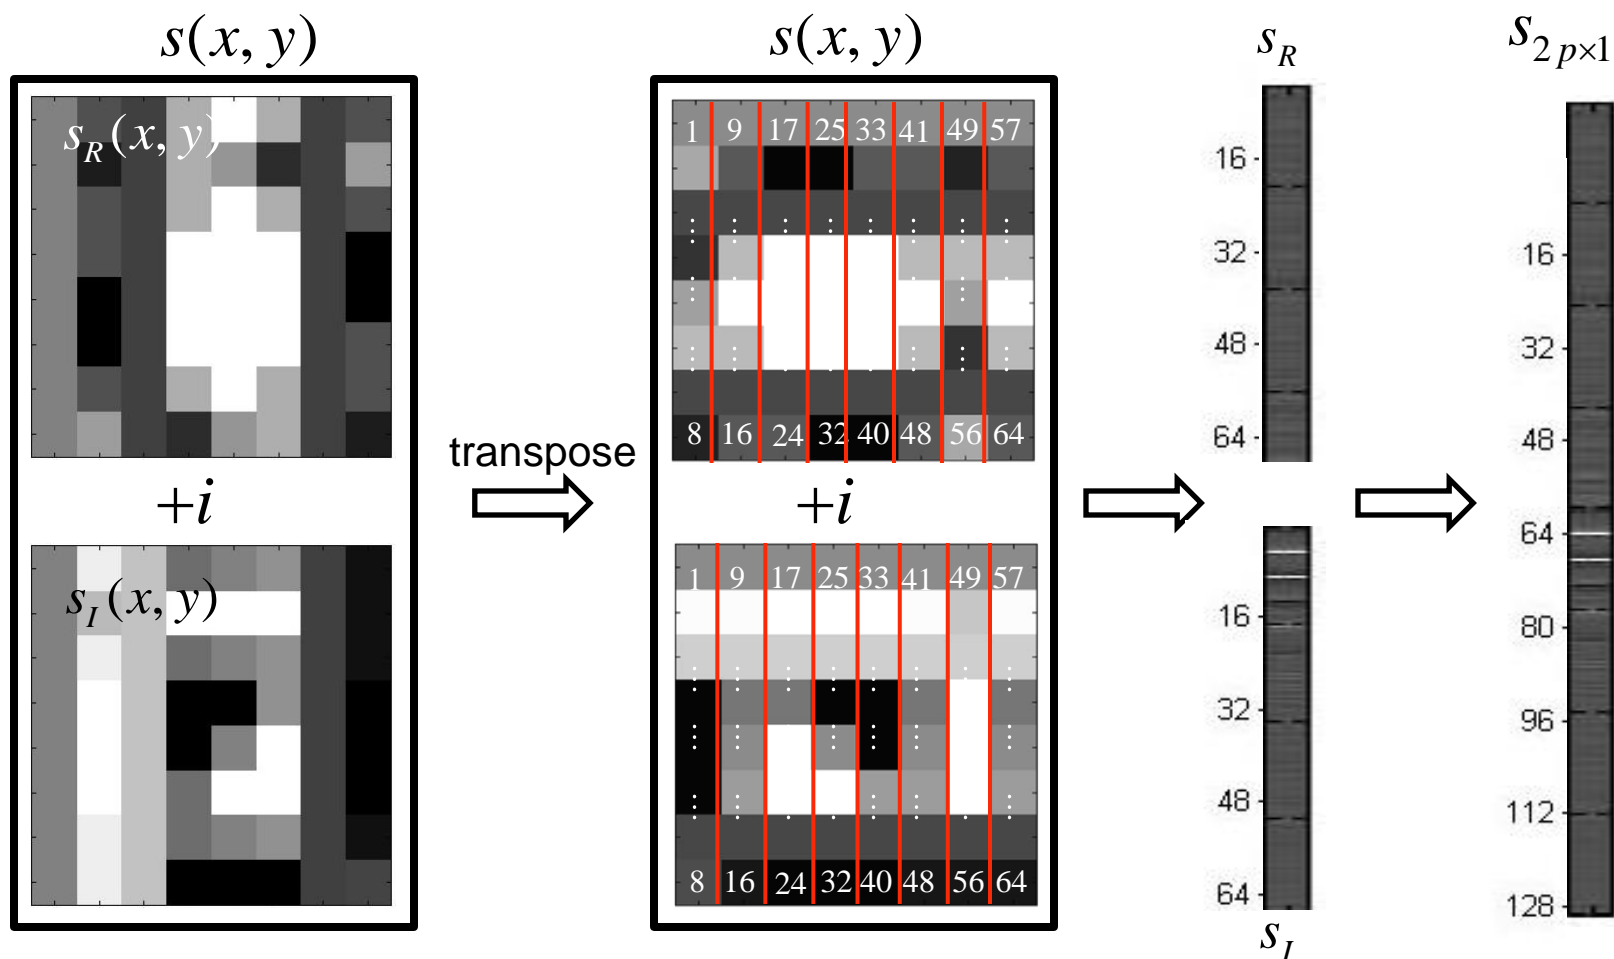 s(x, y)
s_R(x, y)
+i
s_I(x, y)
transpose
s(x, y)
1 9 17 25 33 41 49 57
8 16 24 32 40 48 56 64
+i
1 9 17 25 33 41 49 57
8 16 24 32 40 48 56 64
s_R
16
32
48
64
16
32
48
64
s_I
s_{2p×1}
16
32
48
64
80
96
112
128